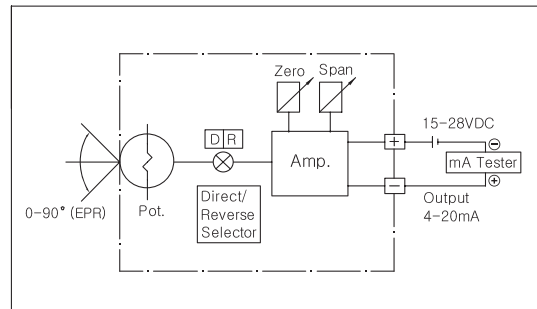 Zero Span
D R
+ 15-28VDC
⊖
Amp.
mA Tester
⊕
−
0-90° (EPR)
Pot.
Direct/
Reverse
Selector
Output
4-20mA